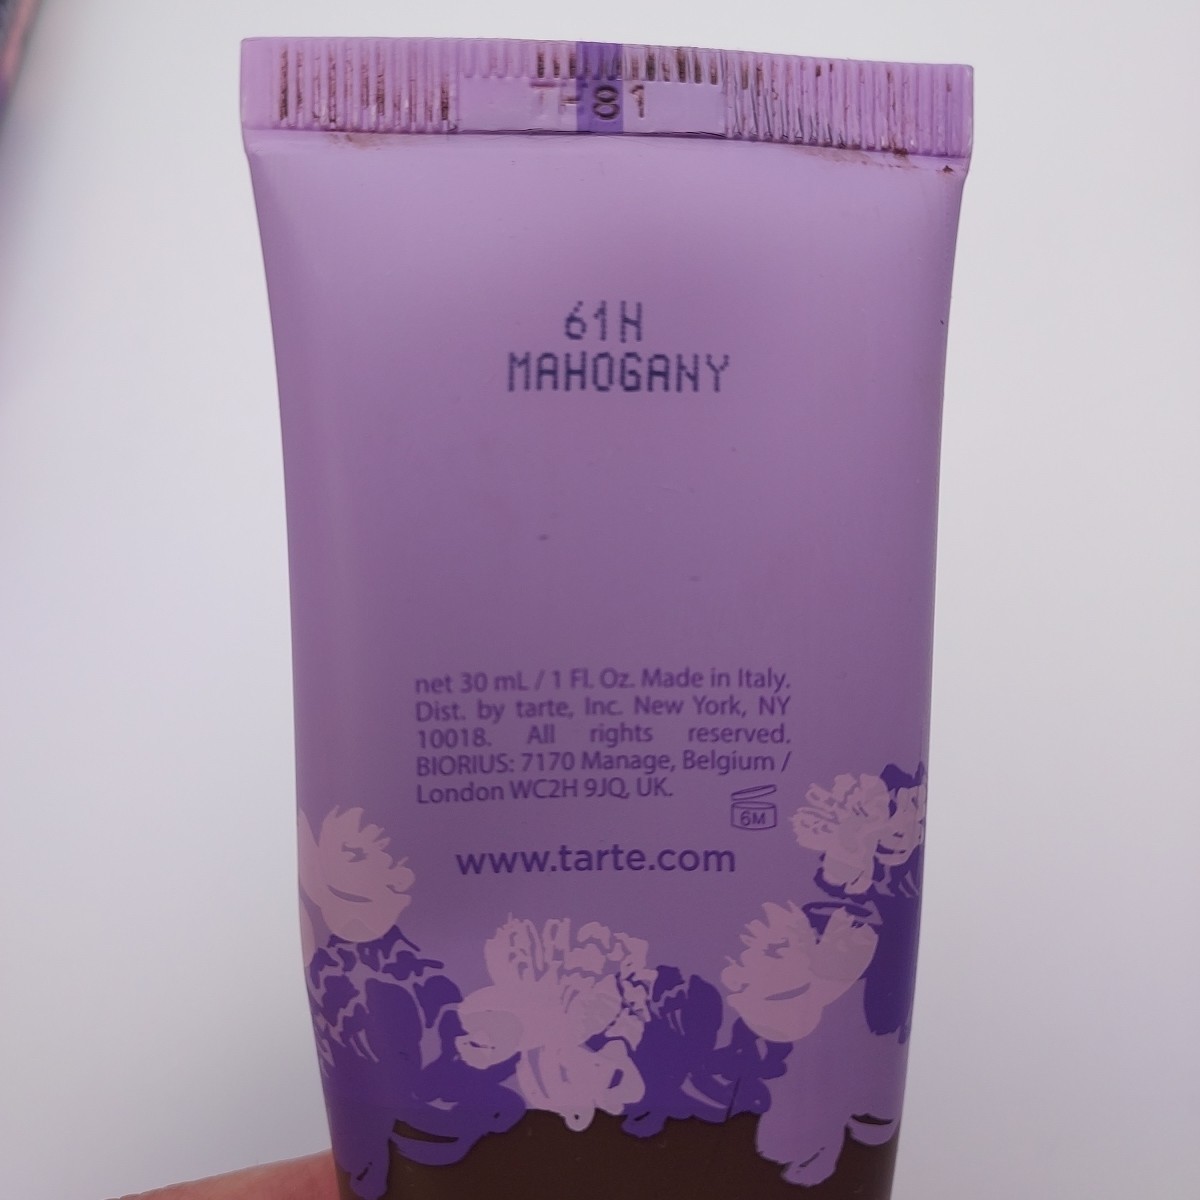 TF81
61H
MAHOGANY
net 30 mL / 1 Fl. Oz. Made in Italy.
Dist. by tarte, Inc. New York, NY
10018. All rights reserved.
BIORIUS: 7170 Manage, Belgium /
London WC2H 9JQ, UK.
6M
www.tarte.com